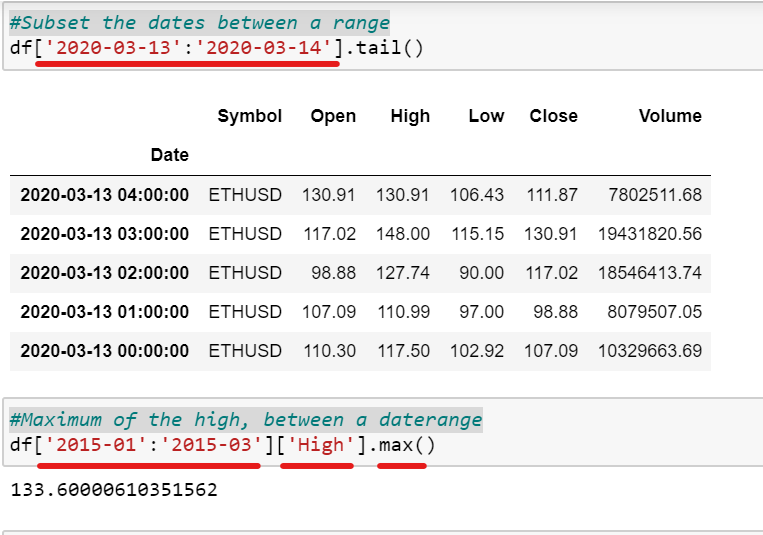 #Subset the dates between a range
df['2020-03-13':'2020-03-14'].tail()
Symbol Open High Low Close Volume
Date
2020-03-13 04:00:00 ETHUSD 130.91 130.91 106.43 111.87 7802511.68
2020-03-13 03:00:00 ETHUSD 117.02 148.00 115.15 130.91 19431820.56
2020-03-13 02:00:00 ETHUSD 98.88 127.74 90.00 117.02 18546413.74
2020-03-13 01:00:00 ETHUSD 107.09 110.99 97.00 98.88 8079507.05
2020-03-13 00:00:00 ETHUSD 110.30 117.50 102.92 107.09 10329663.69
#Maximum of the high, between a daterange
df['2015-01':'2015-03']['High'].max()
133.60000610351562